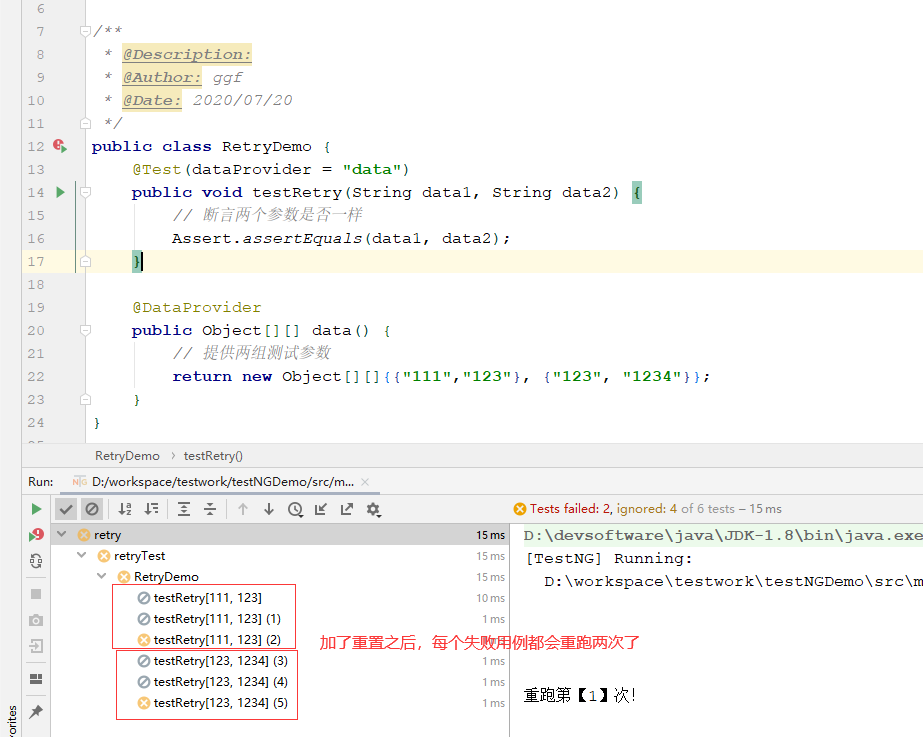 6
7 /**
8 * @Description:
9 * @Author: ggf
10 * @Date: 2020/07/20
11 */
12 public class RetryDemo {
13 @Test(dataProvider = "data")
14 public void testRetry(String data1, String data2) {
15 // 断言两个参数是否一样
16 Assert.assertEquals(data1, data2);
17 }
18
19 @DataProvider
20 public Object[][] data() {
21 // 提供两组测试参数
22 return new Object[][]{{"111","123"}, {"123", "1234"}};
23 }
24 }
RetryDemo › testRetry()
Run: D:/workspace/testwork/testNGDemo/src/m... ×
Tests failed: 2, ignored: 4 of 6 tests – 15 ms
retry 15 ms
retryTest 15 ms
RetryDemo 15 ms
testRetry[111, 123] 10 ms
testRetry[111, 123] (1) 1 ms
testRetry[111, 123] (2) 1 ms
testRetry[123, 1234] (3) 1 ms
testRetry[123, 1234] (4) 1 ms
testRetry[123, 1234] (5) 1 ms
加了重置之后，每个失败用例都会重跑两次了
D:\devsoftware\java\JDK-1.8\bin\java.exe
[TestNG] Running:
D:\workspace\testwork\testNGDemo\src\m
重跑第【1】次！